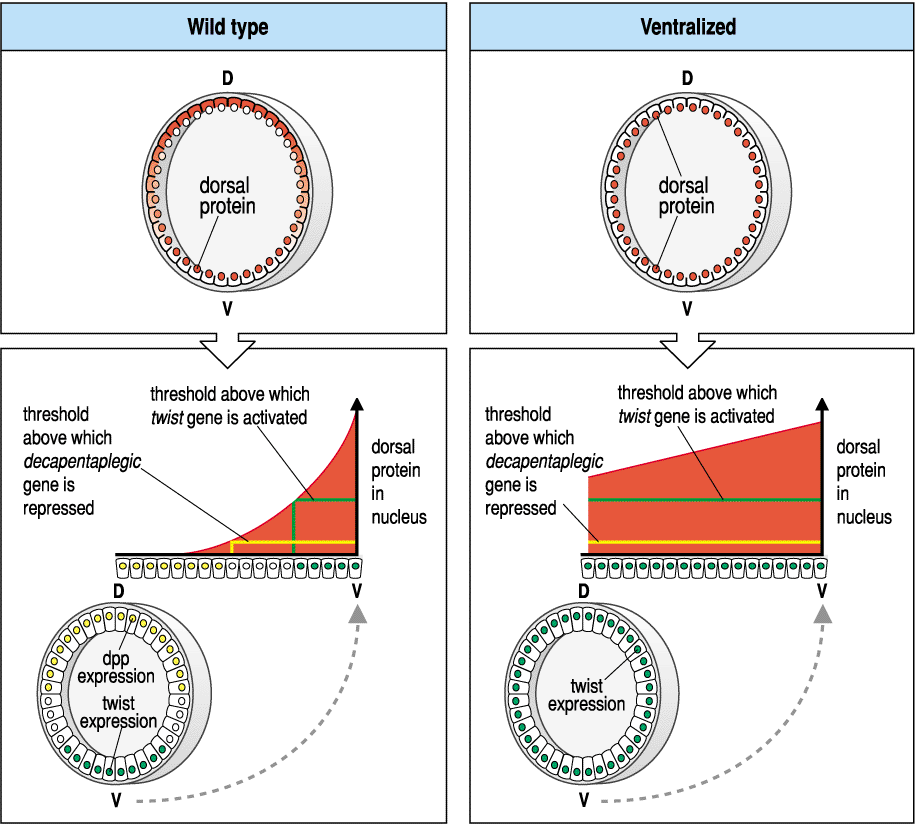 Wild type
D
dorsal
protein
V
threshold
above which
decapentaplegic
gene is
repressed
threshold above which
twist gene is activated
dorsal
protein
in
nucleus
D
V
dpp
expression
twist
expression
V
Ventralized
D
dorsal
protein
V
threshold
above which
decapentaplegic
gene is
repressed
threshold above which
twist gene is activated
dorsal
protein
in
nucleus
D
V
twist
expression
V